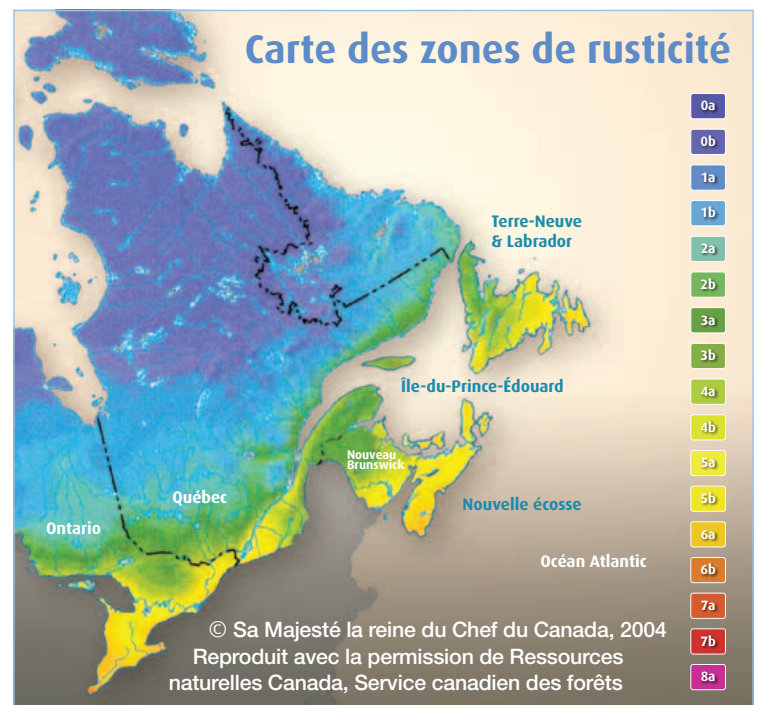 Carte des zones de rusticité
0a
0b
1a
1b
2a
2b
3a
3b
4a
4b
5a
5b
6a
6b
7a
7b
8a
Terre-Neuve
& Labrador
Île-du-Prince-Édouard
Nouveau
Brunswick
Québec
Nouvelle écosse
Ontario
Océan Atlantic
© Sa Majesté la reine du Chef du Canada, 2004
Reproduit avec la permission de Ressources
naturelles Canada, Service canadien des forêts